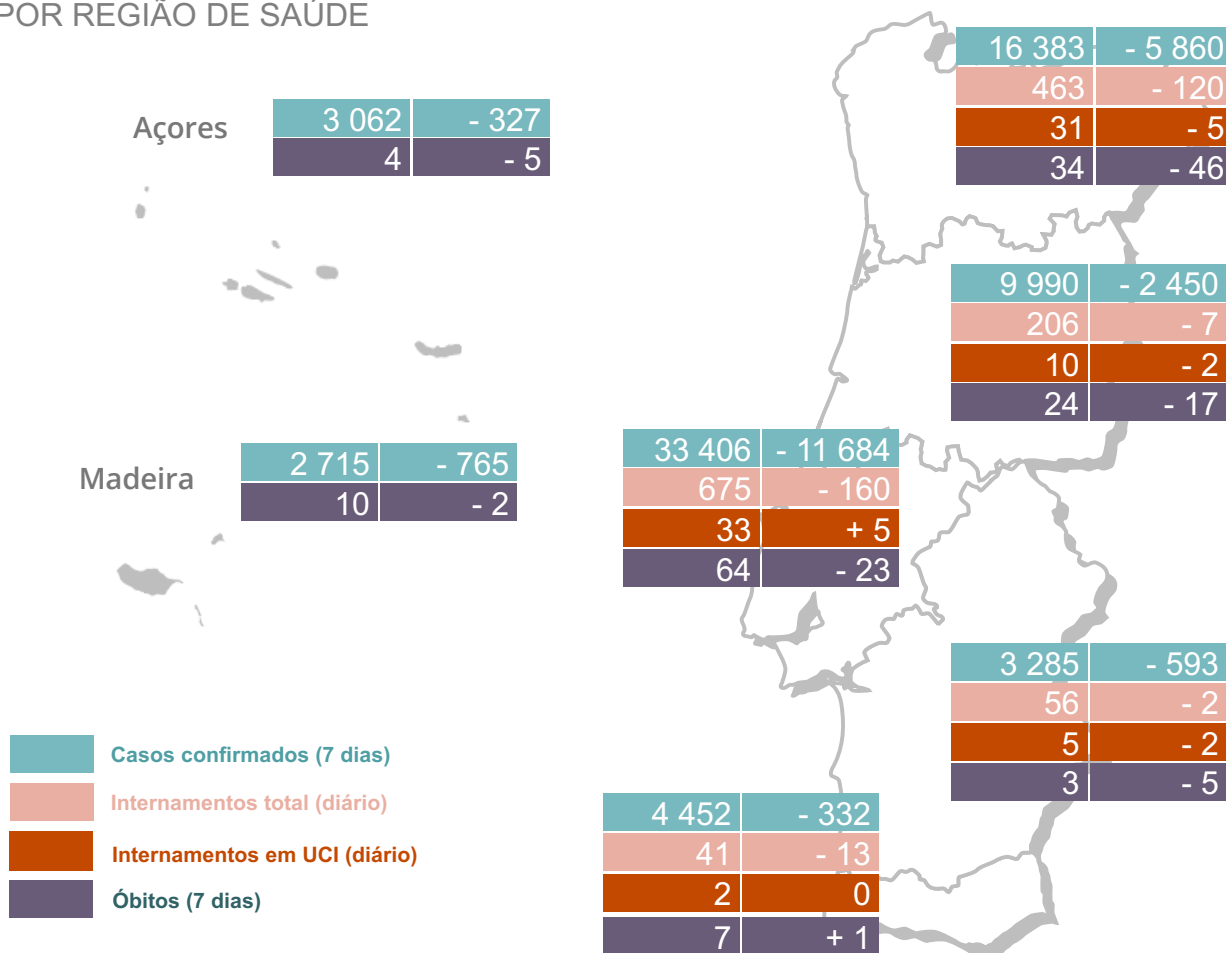 POR REGIÃO DE SAÚDE
16 383 - 5 860
463 - 120
31 - 5
34 - 46
Açores
3 062 - 327
4 - 5
9 990 - 2 450
206 - 7
10 - 2
24 - 17
Madeira
2 715 - 765
10 - 2
33 406 - 11 684
675 - 160
33 + 5
64 - 23
3 285 - 593
56 - 2
5 - 2
3 - 5
Casos confirmados (7 dias)
Internamentos total (diário)
Internamentos em UCI (diário)
Óbitos (7 dias)
4 452 - 332
41 - 13
2 0
7 + 1